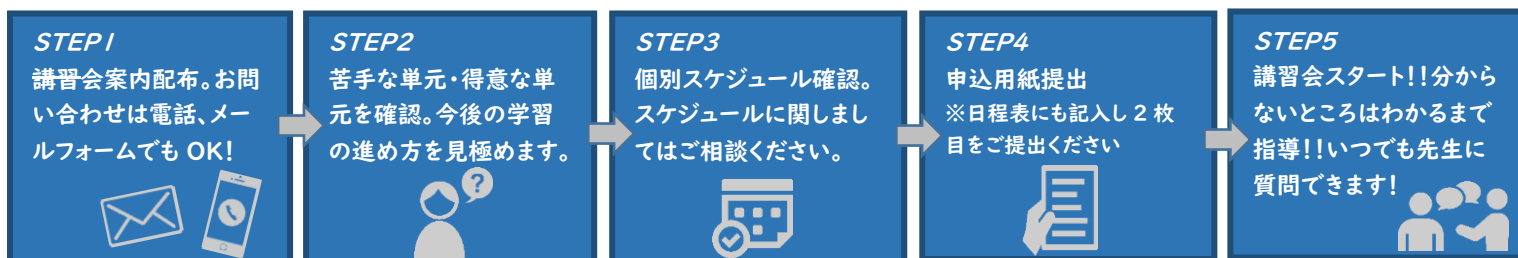 STEP1
講習会案内配布。お問
い合わせは電話、メー
ルフォームでも OK!
STEP2
苦手な単元・得意な単
元を確認。今後の学習
の進め方を見極めます。
?
STEP3
個別スケジュール確認。
スケジュールに関しまし
てはご相談ください。
STEP4
申込用紙提出
※日程表にも記入し 2 枚
目をご提出ください
STEP5
講習会スタート!!分から
ないところはわかるまで
指導!!いつでも先生に
質問できます!